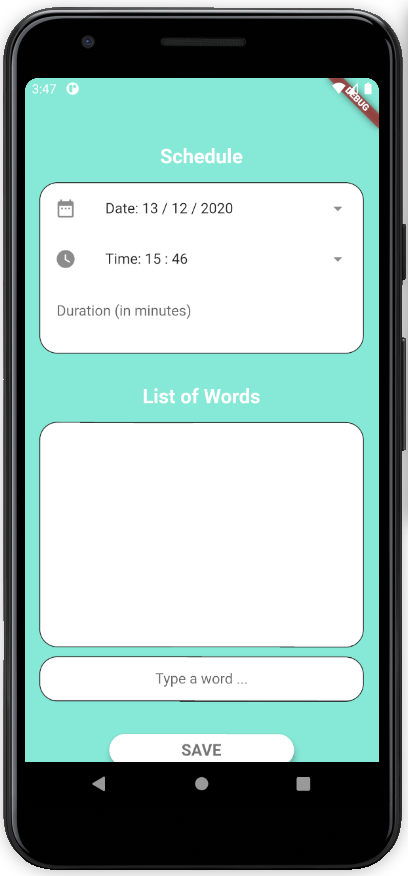 3:47
DEBUG
Schedule
Date: 13 / 12 / 2020
Time: 15 : 46
Duration (in minutes)
List of Words
Type a word ...
SAVE